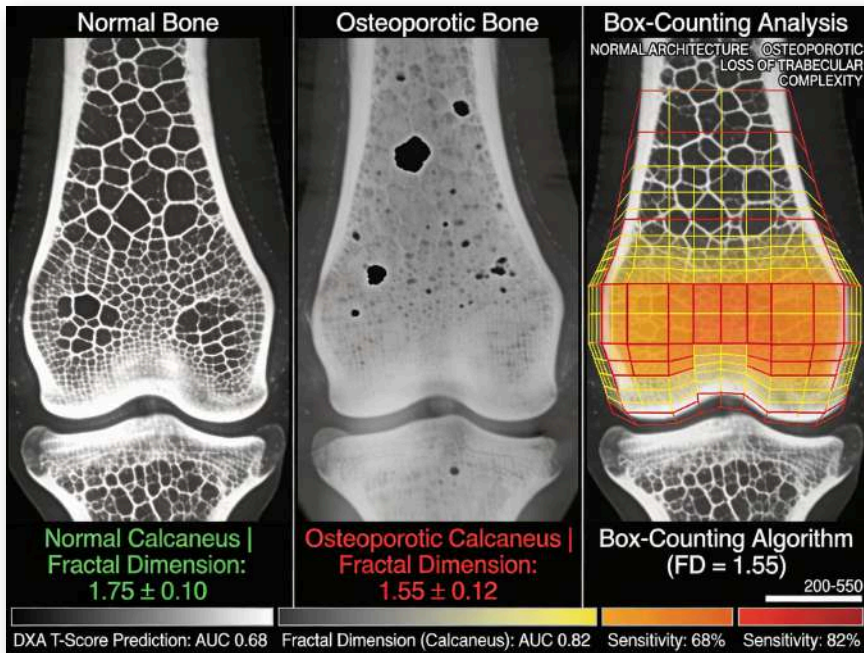 Normal Bone
Osteoporotic Bone
Box-Counting Analysis
NORMAL ARCHITECTURE OSTEOPOROTIC
LOSS OF TRABECULAR
COMPLEXITY
Normal Calcaneus |
Fractal Dimension:
1.75 ± 0.10
Osteoporotic Calcaneus |
Fractal Dimension:
1.55 ± 0.12
Box-Counting Algorithm
(FD = 1.55)
200-550
DXA T-Score Prediction: AUC 0.68
Fractal Dimension (Calcaneus): AUC 0.82
Sensitivity: 68%
Sensitivity: 82%